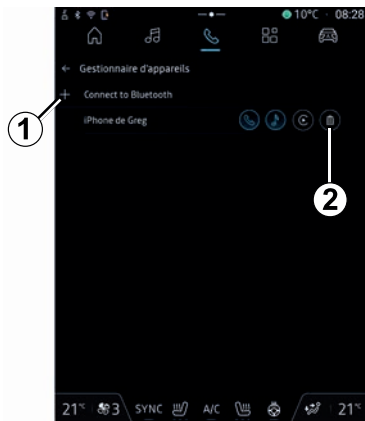 10°C 08:28
← Gestionnaire d'appareils
+ Connect to Bluetooth
iPhone de Greg
1
2
21°c 3 SYNC A/C 21°c